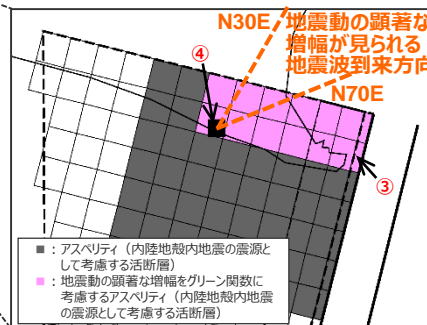 N30E 地震動の顕著な
増幅が見られる
地震波到来方向
N70E
④
③
■ : アスペリティ（内陸地殻内地震の震源と
して考慮する活断層）
■ : 地震動の顕著な増幅をグリーン関数に
考慮するアスペリティ（内陸地殻内地震
の震源として考慮する活断層）